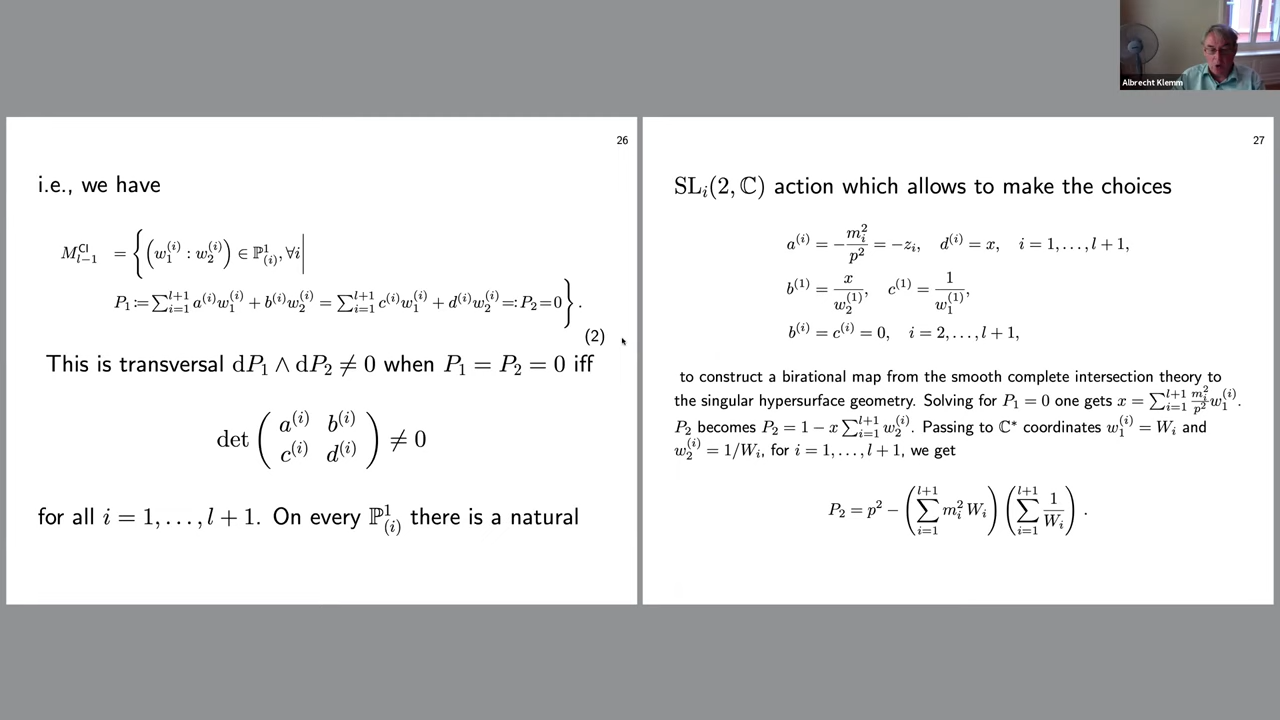 Albrecht Klemm
26
i.e., we have
M_{l−1}^{CI} = { ( w_1^{(i)} : w_2^{(i)} ) ∈ ℙ^1_{(i)}, ∀i |
P_1 := ∑_{i=1}^{l+1} a^{(i)} w_1^{(i)} + b^{(i)} w_2^{(i)} = ∑_{i=1}^{l+1} c^{(i)} w_1^{(i)} + d^{(i)} w_2^{(i)} =: P_2 = 0 } .
(2)
This is transversal dP_1 ∧ dP_2 ≠ 0 when P_1 = P_2 = 0 iff
det ( a^{(i)} b^{(i)}
c^{(i)} d^{(i)} ) ≠ 0
for all i = 1, . . . , l + 1. On every ℙ^1_{(i)} there is a natural
27
SL_i(2, ℂ) action which allows to make the choices
a^{(i)} = −\frac{m_i^2}{p^2} = −z_i, d^{(i)} = x, i = 1, . . . , l + 1,
b^{(1)} = \frac{x}{w_2^{(1)}}, c^{(1)} = \frac{1}{w_1^{(1)}},
b^{(i)} = c^{(i)} = 0, i = 2, . . . , l + 1,
to construct a birational map from the smooth complete intersection theory to
the singular hypersurface geometry. Solving for P_1 = 0 one gets x = ∑_{i=1}^{l+1} \frac{m_i^2}{p^2} w_1^{(i)}.
P_2 becomes P_2 = 1 − x ∑_{i=1}^{l+1} w_2^{(i)}. Passing to ℂ* coordinates w_1^{(i)} = W_i and
w_2^{(i)} = 1/W_i, for i = 1, . . . , l + 1, we get
P_2 = p^2 − ( ∑_{i=1}^{l+1} m_i^2 W_i ) ( ∑_{i=1}^{l+1} \frac{1}{W_i} ) .